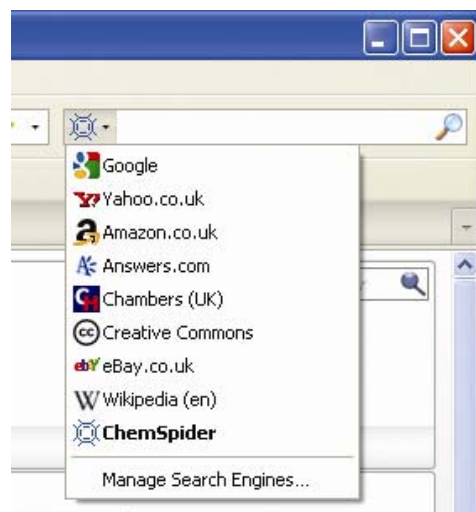 Google
Yahoo.co.uk
Amazon.co.uk
Answers.com
Chambers (UK)
Creative Commons
eBay.co.uk
Wikipedia (en)
ChemSpider
Manage Search Engines...